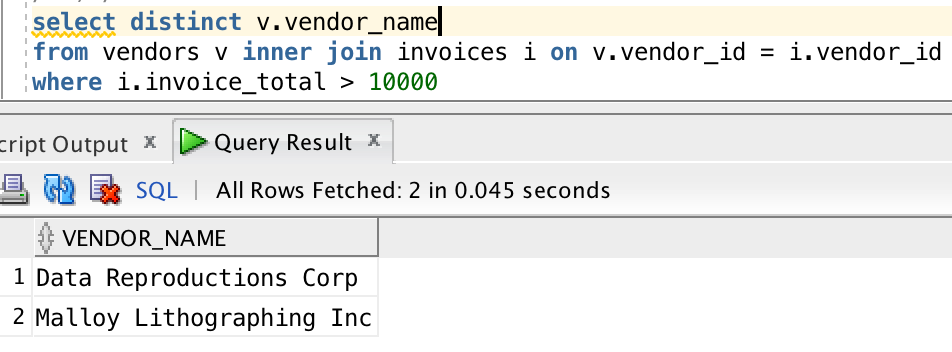 select distinct v.vendor_name
from vendors v inner join invoices i on v.vendor_id = i.vendor_id
where i.invoice_total > 10000
cript Output x Query Result x
SQL | All Rows Fetched: 2 in 0.045 seconds
VENDOR_NAME
1 Data Reproductions Corp
2 Malloy Lithographing Inc